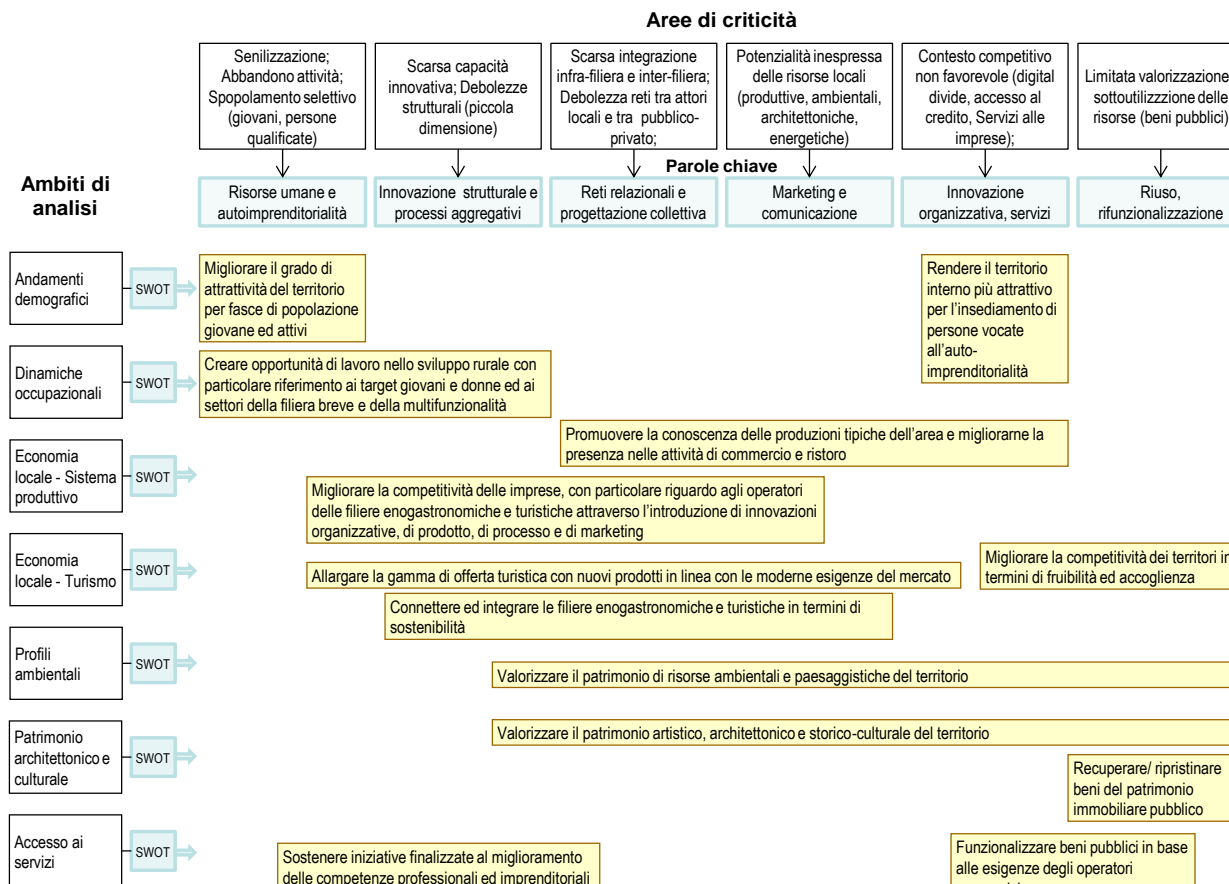 Aree di criticità
Senilizzazione;
Abbandono attività;
Spopolamento selettivo
(giovani, persone
qualificate)
Scarsa capacità
innovativa; Debolezze
strutturali (piccola
dimensione)
Scarsa integrazione
infra-filiera e inter-filiera;
Debolezza reti tra attori
locali e tra pubblico-
privato;
Potenzialità inespressa
delle risorse locali
(produttive, ambientali,
architettoniche,
energetiche)
Contesto competitivo
non favorevole (digital
divide, accesso al
credito, Servizi alle
imprese);
Limitata valorizzazione
sottoutilizzzione delle
risorse (beni pubblici)
Parole chiave
Ambiti di
analisi
Risorse umane e
autoimprenditorialità
Innovazione strutturale e
processi aggregativi
Reti relazionali e
progettazione collettiva
Marketing e
comunicazione
Innovazione
organizzativa, servizi
Riuso,
rifunzionalizzazione
Andamenti
demografici
SWOT
Migliorare il grado di
attrattività del territorio
per fasce di popolazione
giovane ed attivi
Rendere il territorio
interno più attrattivo
per l'insediamento di
persone vocate
all'auto-
imprenditorialità
Dinamiche
occupazionali
SWOT
Creare opportunità di lavoro nello sviluppo rurale con
particolare riferimento ai target giovani e donne ed ai
settori della filiera breve e della multifunzionalità
Promuovere la conoscenza delle produzioni tipiche dell'area e migliorarne la
presenza nelle attività di commercio e ristoro
Economia
locale - Sistema
produttivo
SWOT
Migliorare la competitività delle imprese, con particolare riguardo agli operatori
delle filiere enogastronomiche e turistiche attraverso l'introduzione di innovazioni
organizzative, di prodotto, di processo e di marketing
Economia
locale - Turismo
SWOT
Migliorare la competitività dei territori in
termini di fruibilità ed accoglienza
Allargare la gamma di offerta turistica con nuovi prodotti in linea con le moderne esigenze del mercato
Connettere ed integrare le filiere enogastronomiche e turistiche in termini di
sostenibilità
Profili
ambientali
SWOT
Valorizzare il patrimonio di risorse ambientali e paesaggistiche del territorio
Patrimonio
architettonico e
culturale
SWOT
Valorizzare il patrimonio artistico, architettonico e storico-culturale del territorio
Recuperare/ ripristinare
beni del patrimonio
immobiliare pubblico
Accesso ai
servizi
SWOT
Sostenere iniziative finalizzate al miglioramento
delle competenze professionali ed imprenditoriali
Funzionalizzare beni pubblici in base
alle esigenze degli operatori